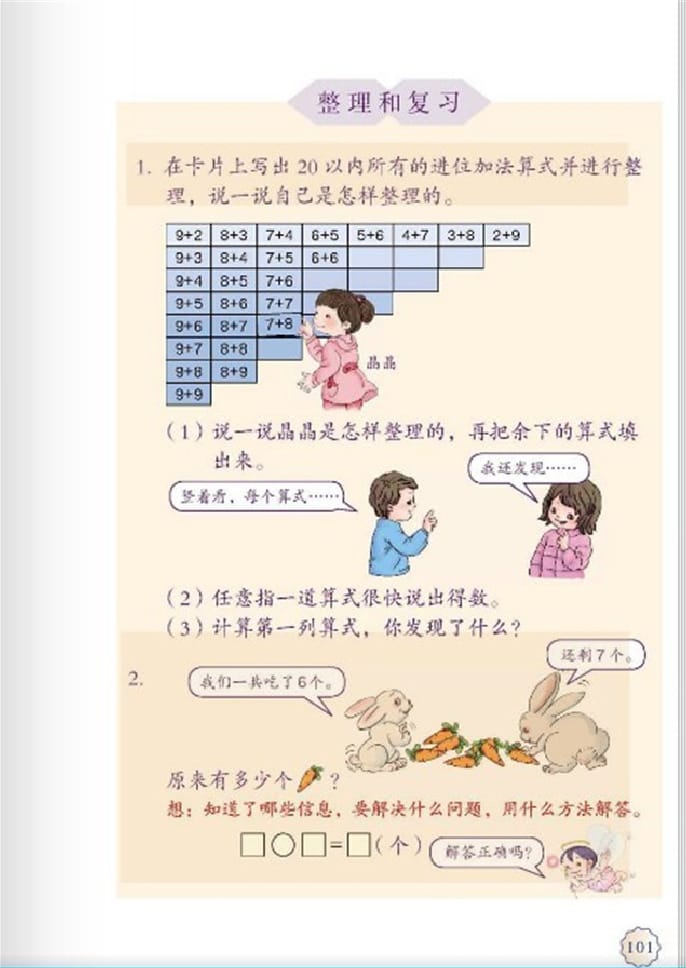 整理和复习
1. 在卡片上写出 20 以内所有的进位加法算式并进行整
理，说一说自己是怎样整理的。
9+2 8+3 7+4 6+5 5+6 4+7 3+8 2+9
9+3 8+4 7+5 6+6
9+4 8+5 7+6
9+5 8+6 7+7
9+6 8+7 7+8
9+7 8+8
9+8 8+9
9+9
晶晶
（1）说一说晶晶是怎样整理的，再把余下的算式填
出来。
我还发现……
竖着看，每个算式……
（2）任意指一道算式很快说出得数。
（3）计算第一列算式，你发现了什么？
还剩7个。
2.
我们一共吃了6个。
原来有多少个 ？
想：知道了哪些信息，要解决什么问题，用什么方法解答。
□○□=□（个）
解答正确吗？
101